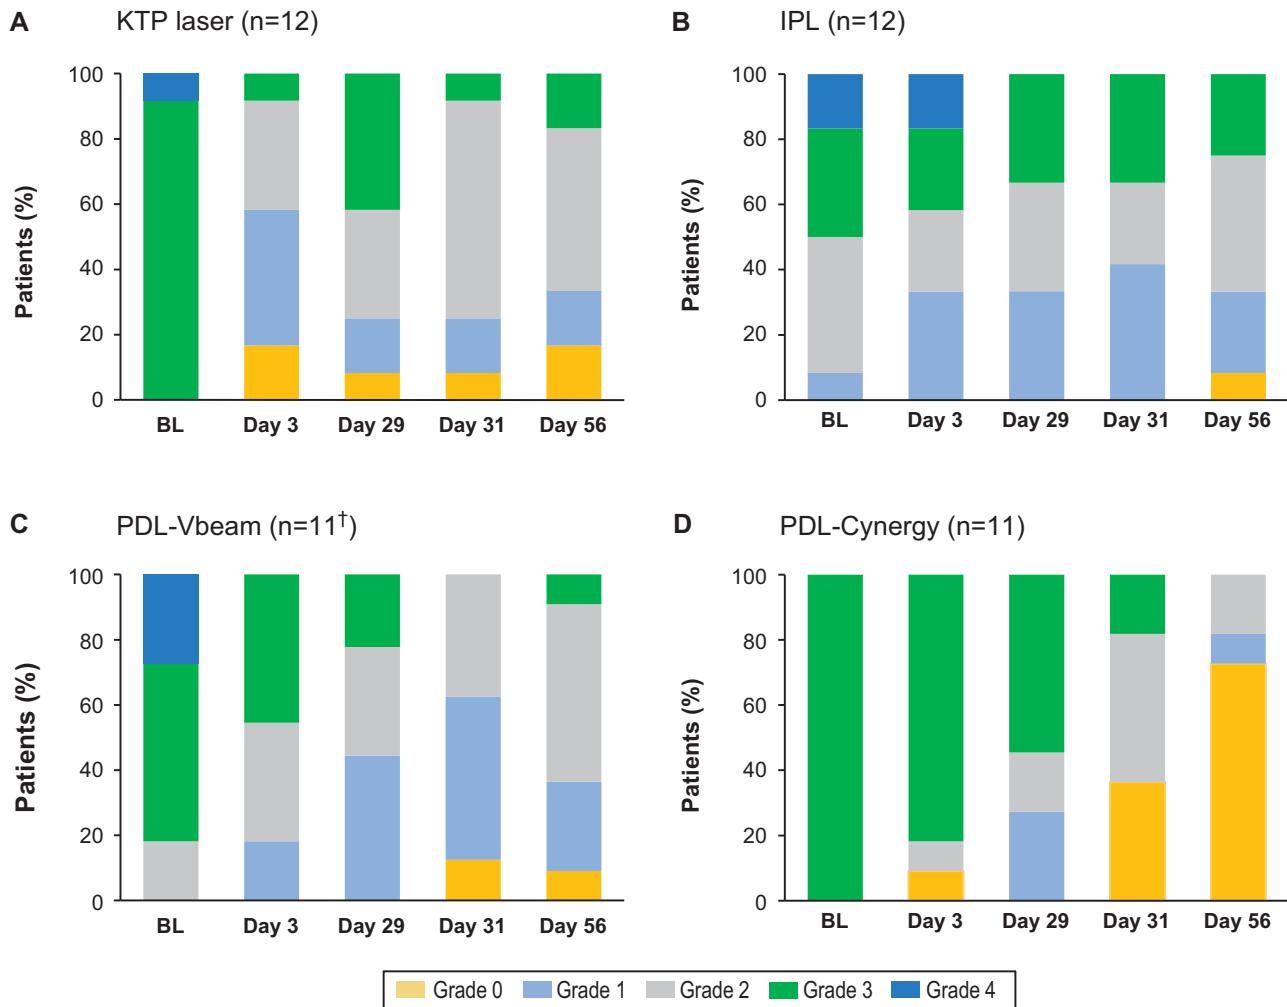 A KTP laser (n=12)
Patients (%)
100
80
60
40
20
0
BL Day 3 Day 29 Day 31 Day 56
B IPL (n=12)
Patients (%)
100
80
60
40
20
0
BL Day 3 Day 29 Day 31 Day 56
C PDL-Vbeam (n=11†)
Patients (%)
100
80
60
40
20
0
BL Day 3 Day 29 Day 31 Day 56
D PDL-Cynergy (n=11)
Patients (%)
100
80
60
40
20
0
BL Day 3 Day 29 Day 31 Day 56
Grade 0 Grade 1 Grade 2 Grade 3 Grade 4